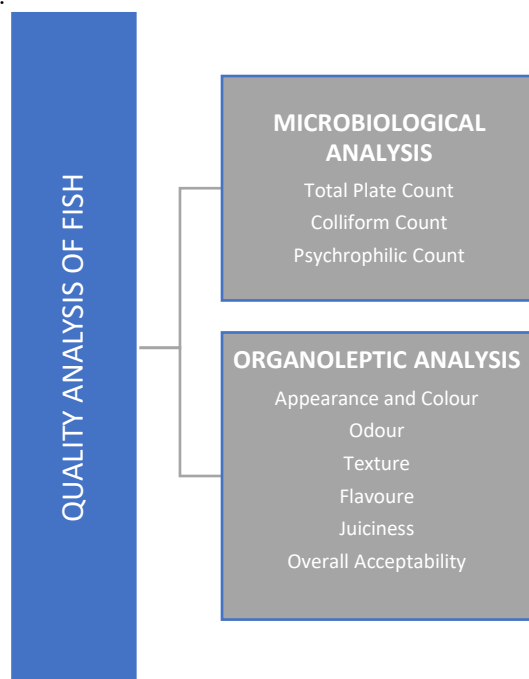 .
QUALITY ANALYSIS OF FISH
MICROBIOLOGICAL
ANALYSIS
Total Plate Count
Colliform Count
Psychrophilic Count
ORGANOLEPTIC ANALYSIS
Appearance and Colour
Odour
Texture
Flavoure
Juiciness
Overall Acceptability